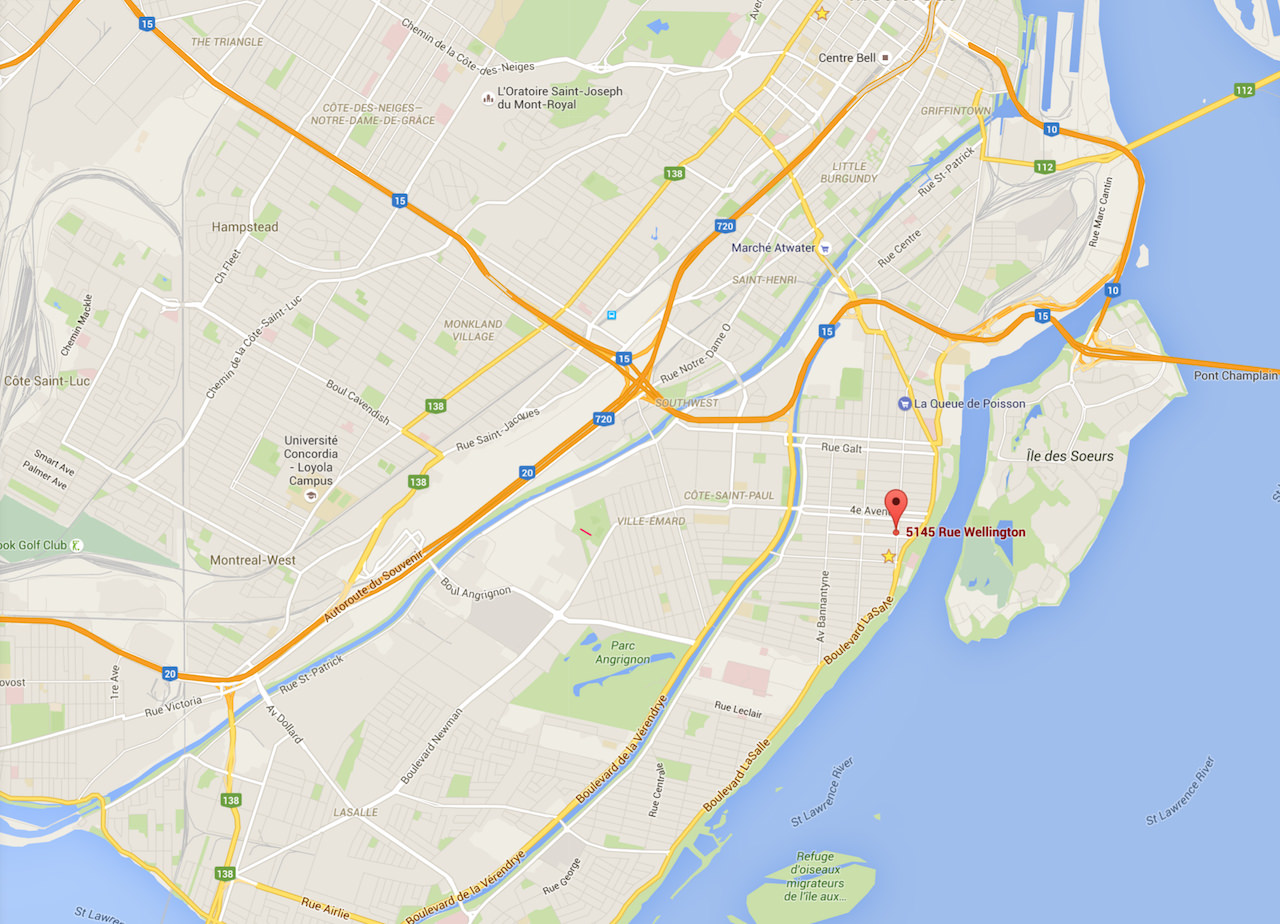 15
THE TRIANGLE
Chemin de la Côte-des-Neiges
Centre Bell
112
L'Oratoire Saint-Joseph
du Mont-Royal
CÔTE-DES-NEIGES—
NOTRE-DAME-DE-GRÂCE
GRIFFINTOWN
10
112
138
LITTLE
BURGUNDY
Rue St-Patrick
15
Rue Marc Cantin
Hampstead
720
Marché Atwater
Rue Centre
Ch Fleet
SAINT-HENRI
10
Chemin Mackle
Chemin de la Côte-Saint-Luc
MONKLAND
VILLAGE
15
15
15
Rue Notre-Dame O
Côte Saint-Luc
Pont Champlain
Boul Cavendish
138
SOUTHWEST
La Queue de Poisson
Rue Saint-Jacques
720
Université
Concordia
- Loyola
Campus
Rue Galt
Île des Soeurs
Smart Ave
Palmer Ave
138
20
CÔTE-SAINT-PAUL
4e Aven
VILLE-ÉMARD
5145 Rue Wellington
ook Golf Club
Montreal-West
Autoroute du Souvenir
Boul Angrignon
Av Bannantyne
Boulevard LaSalle
Parc
Angrignon
20
Rue St-Patrick
ovost
1re Ave
Rue Victoria
Av Dollard
Rue Leclair
Boulevard Newman
Boulevard de la Vérendrye
Boulevard LaSalle
Rue Centrale
St Lawrence River
St Lawrence River
138
LASALLE
138
Boulevard de la Vérendrye
Rue George
Refuge
d'oiseaux
migrateurs
de l'île aux...
Rue Airlie
St Lawre